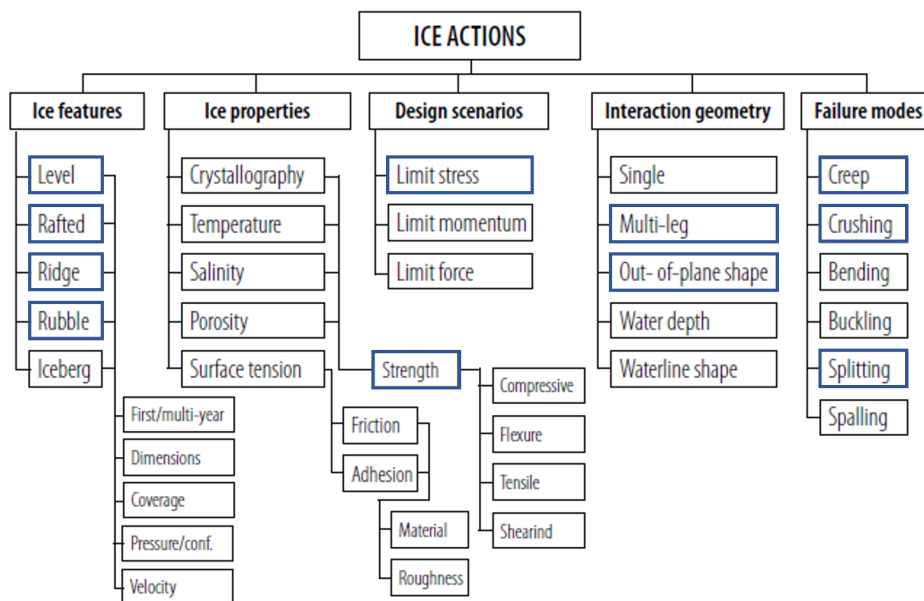 ICE ACTIONS
Ice features
Ice properties
Design scenarios
Interaction geometry
Failure modes
Level
Rafted
Ridge
Rubble
Iceberg
First/multi-year
Dimensions
Coverage
Pressure/conf.
Velocity
Crystallography
Temperature
Salinity
Porosity
Surface tension
Friction
Adhesion
Material
Roughness
Strength
Compressive
Flexure
Tensile
Shearind
Limit stress
Limit momentum
Limit force
Single
Multi-leg
Out- of-plane shape
Water depth
Waterline shape
Creep
Crushing
Bending
Buckling
Splitting
Spalling